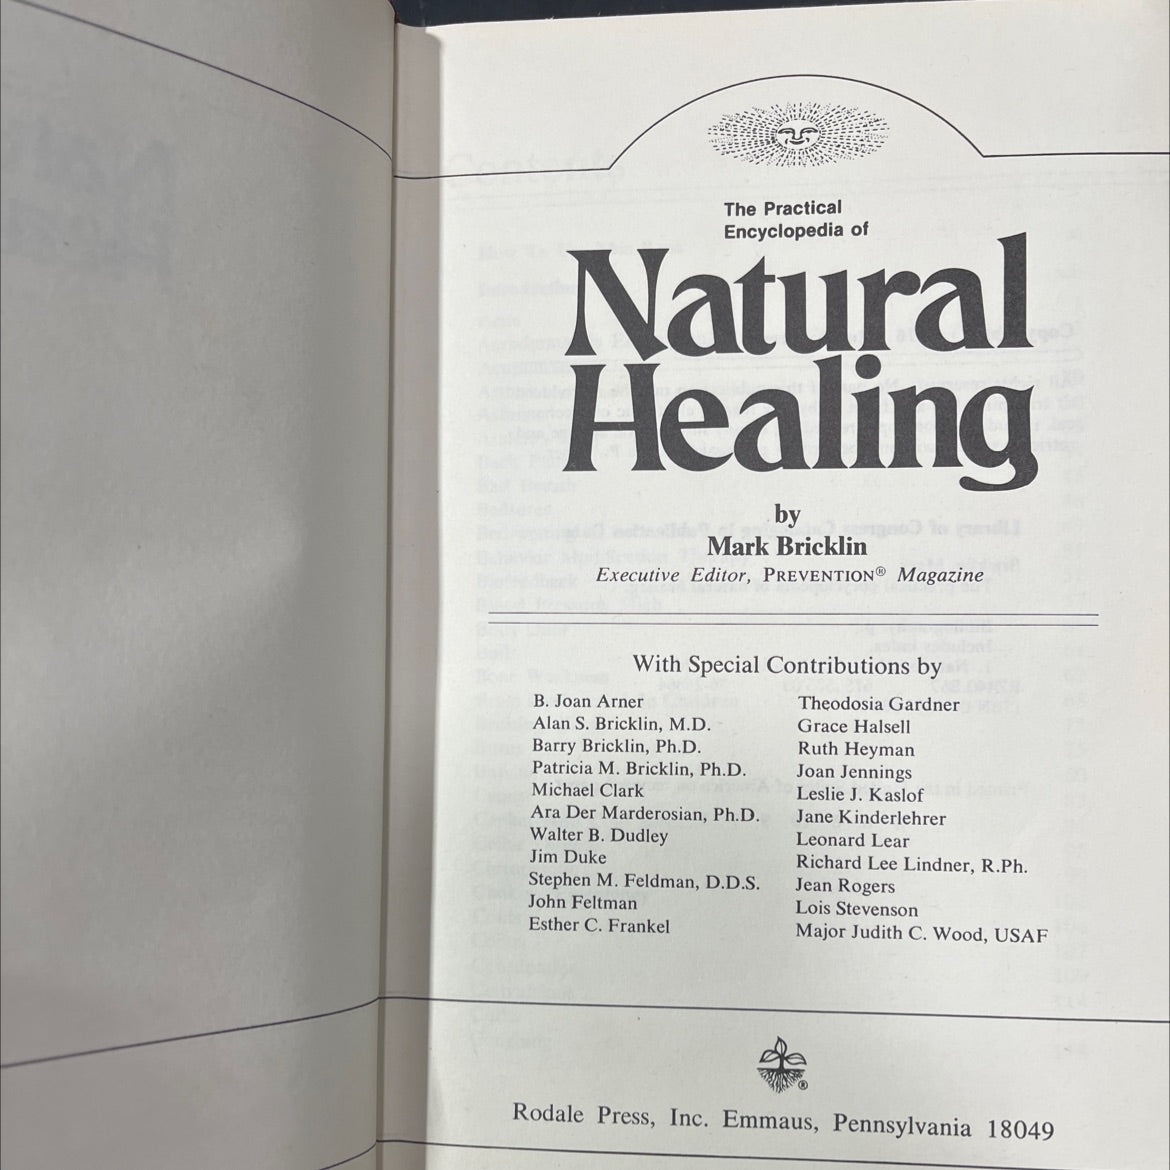 The Practical
Encyclopedia of
Natural
Healing
by
Mark Bricklin
Executive Editor, PREVENTION® Magazine
With Special Contributions by
B. Joan Arner
Alan S. Bricklin, M.D.
Barry Bricklin, Ph.D.
Patricia M. Bricklin, Ph.D.
Michael Clark
Ara Der Marderosian, Ph.D.
Walter B. Dudley
Jim Duke
Stephen M. Feldman, D.D.S.
John Feltman
Esther C. Frankel
Theodosia Gardner
Grace Halsell
Ruth Heyman
Joan Jennings
Leslie J. Kaslof
Jane Kinderlehrer
Leonard Lear
Richard Lee Lindner, R.Ph.
Jean Rogers
Lois Stevenson
Major Judith C. Wood, USAF
®
Rodale Press, Inc. Emmaus, Pennsylvania 18049